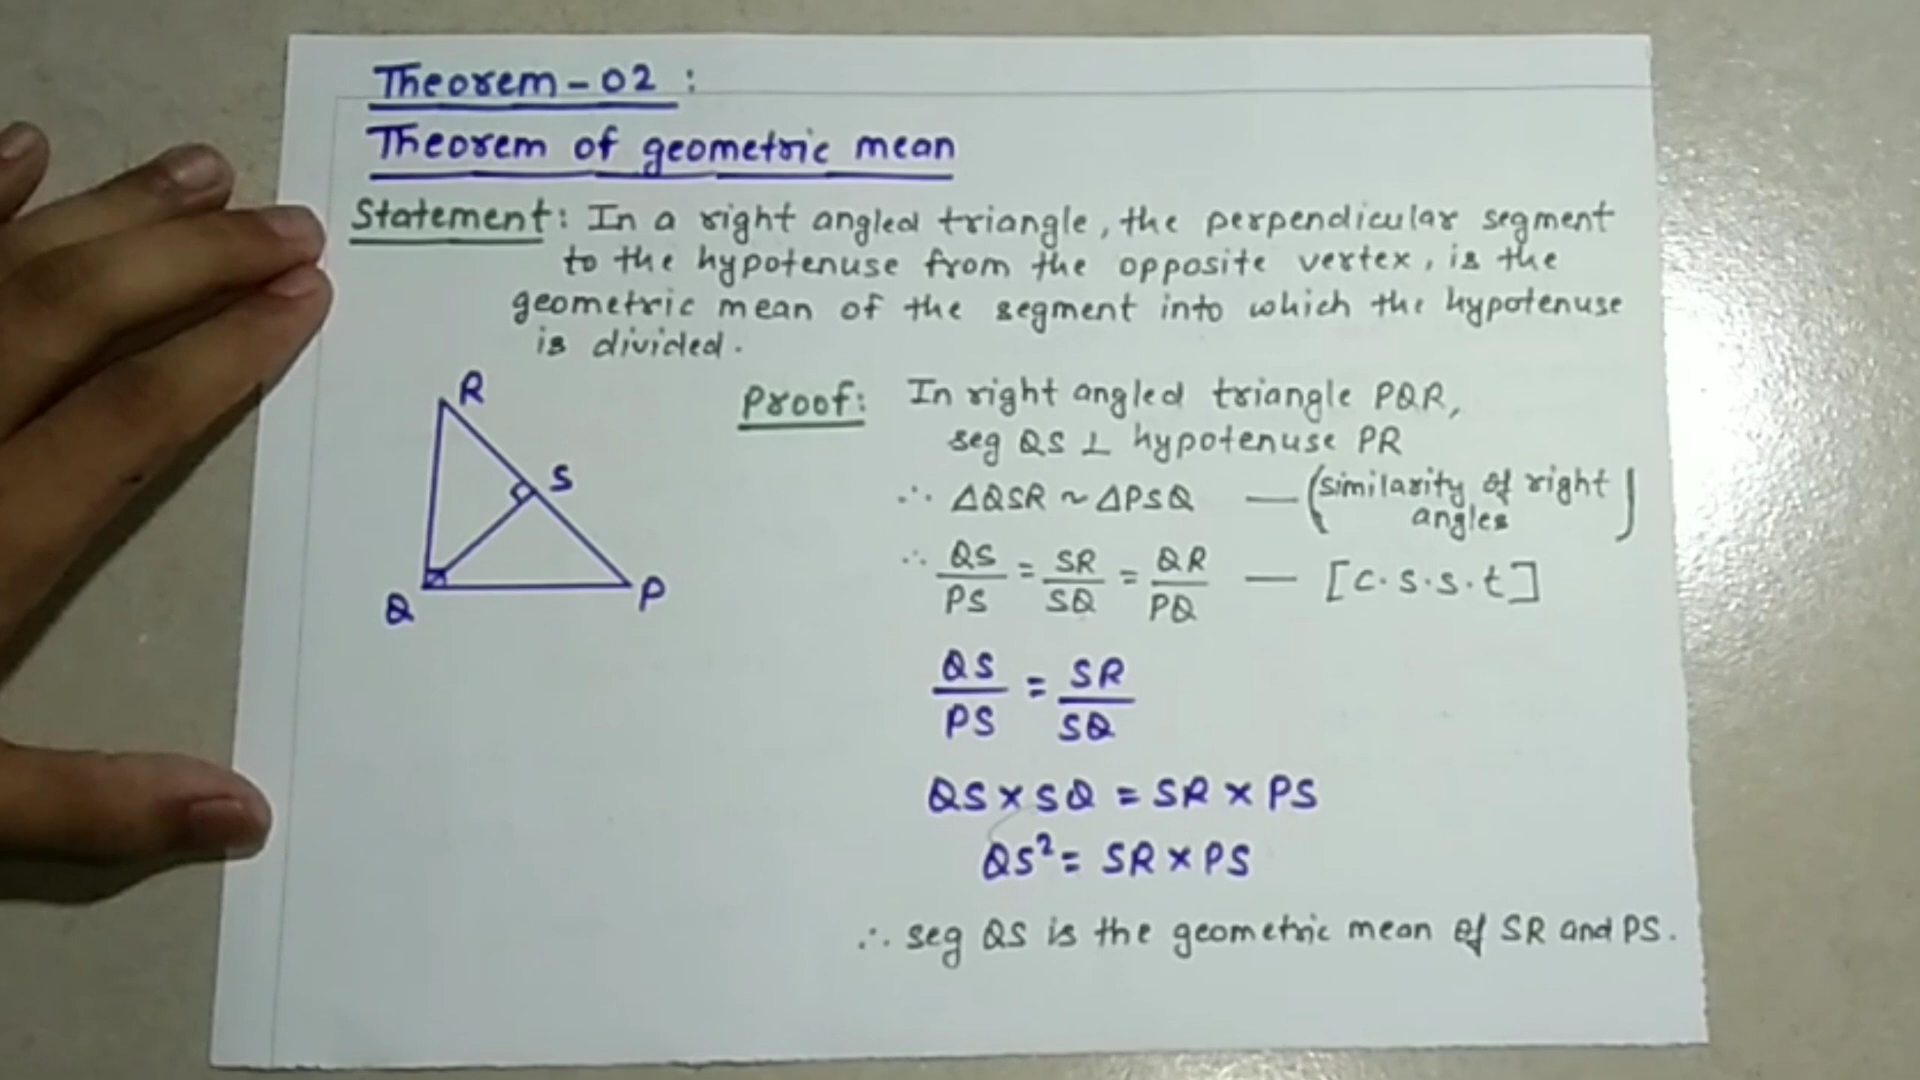 Theorem-02 :
Theorem of geometric mean
Statement: In a right angled triangle, the perpendicular segment
to the hypotenuse from the opposite vertex, is the
geometric mean of the segment into which the hypotenuse
is divided.
R
S
Q
P
Proof: In right angled triangle PQR,
seg QS ⊥ hypotenuse PR
∴ ΔQSR ~ ΔPSQ — (similarity of right
angles)
∴ QS/PS = SR/SQ = QR/PQ — [c.s.s.t]
QS/PS = SR/SQ
QS × SQ = SR × PS
QS² = SR × PS
∴ seg QS is the geometric mean of SR and PS.